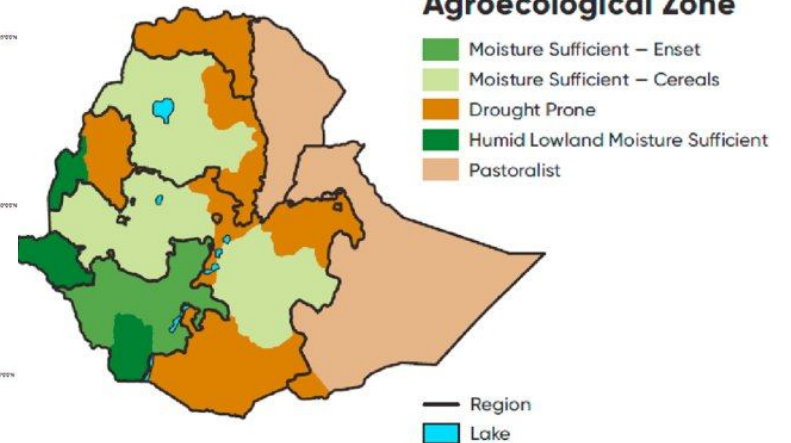 Agroecological Zone
Moisture Sufficient – Enset
Moisture Sufficient – Cereals
Drought Prone
Humid Lowland Moisture Sufficient
Pastoralist
Region
Lake